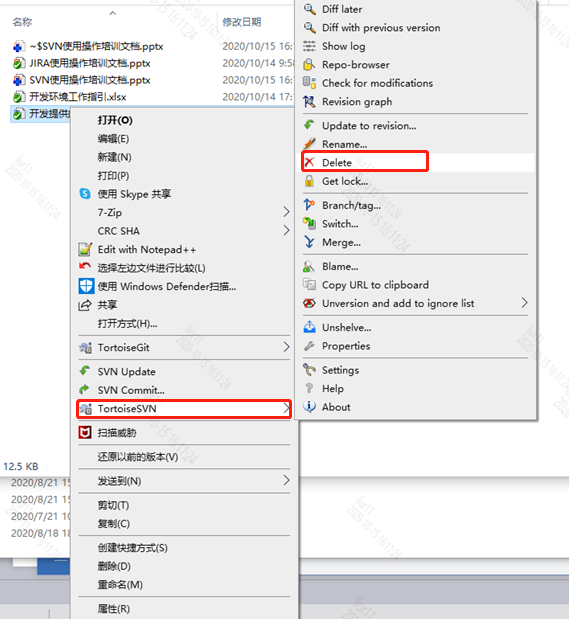 名称
修改日期
~$SVN使用操作培训文档.pptx
2020/10/15 16:
JIRA使用操作培训文档.pptx
2020/10/14 9:5
SVN使用操作培训文档.pptx
2020/10/15 16:
开发环境工作指引.xlsx
2020/10/14 17:
开发提供
打开(O)
编辑(E)
新建(N)
打印(P)
使用 Skype 共享
7-Zip
CRC SHA
Edit with Notepad++
选择左边文件进行比较(L)
使用 Windows Defender扫描...
共享
打开方式(H)...
TortoiseGit
SVN Update
SVN Commit...
TortoiseSVN
扫描威胁
还原以前的版本(V)
发送到(N)
剪切(T)
复制(C)
创建快捷方式(S)
删除(D)
重命名(M)
属性(R)
Diff later
Diff with previous version
Show log
Repo-browser
Check for modifications
Revision graph
Update to revision...
Rename...
Delete
Get lock...
Branch/tag...
Switch...
Merge...
Blame...
Copy URL to clipboard
Unversion and add to ignore list
Unshelve...
Properties
Settings
Help
About
12.5 KB
2020/8/21 15
2020/8/21 15
2020/7/21 10
2020/8/18 18